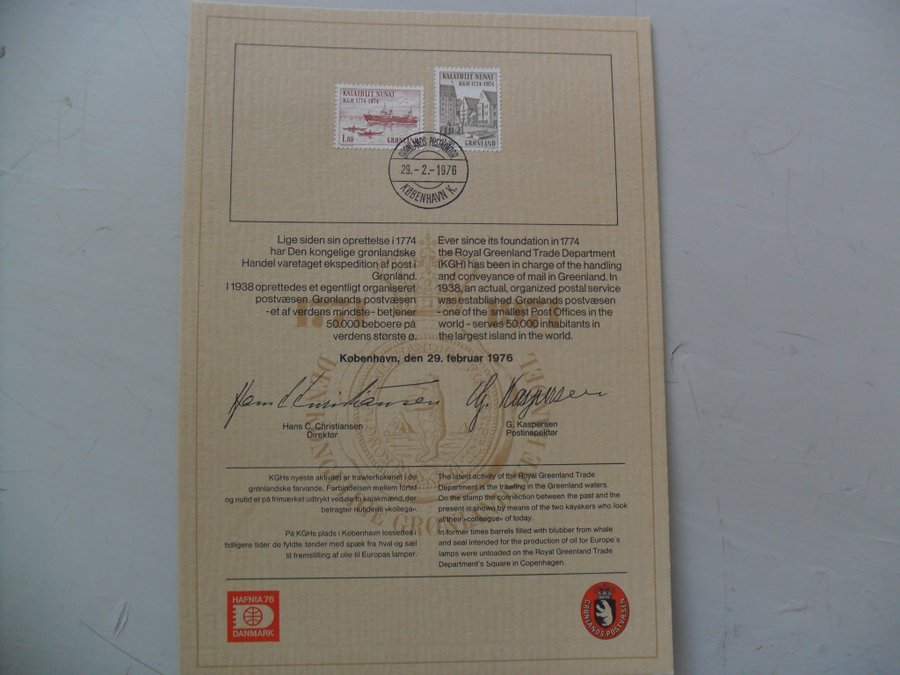 KALÂTDLIT NUNAT
KGH 1774 1974
1.00 GRØNLAND
KALÂTDLIT NUNAT
KGH 1774 1974
GRØNLAND
GRØNLANDS POSTKONTOR
29.-2.-1976
KØBENHAVN K.
Lige siden sin oprettelse i 1774
har Den kongelige grønlandske
Handel varetaget ekspedition af post i
Grønland.
I 1938 oprettedes et egentligt organiseret
postvæsen. Grønlands postvæsen
-et af verdens mindste- betjener
50.000 beboere på
verdens største ø.
Ever since its foundation in 1774
the Royal Greenland Trade Department
(KGH) has been in charge of the handling
and conveyance of mail in Greenland. In
1938, an actual, organized postal service
was established. Grønlands postvæsen
-one of the smallest Post Offices in the
world - serves 50,000 inhabitants in
the largest island in the world.
København, den 29. februar 1976
Hans C. Christiansen
G. Kaspersen
Hans C. Christiansen
Direktør
G. Kaspersen
Postinspektør
KGHs nyeste aktivitet er trawlerfiskeriet i de
grønlandske farvande. Forbindelsen mellem fortid
og nutid er på frimærket udtrykt ved to kajakmænd, der
betragter nutidens »kollega«.
På KGHs plads i København lossedes i
tidligere tider de fyldte tønder med spæk fra hval og sæl
til fremstilling af olie til Europas lamper.
The latest activity of the Royal Greenland Trade
Department is the trawling in the Greenland waters.
On the stamp the connection between the past and the
present is shown by means of the two kayakers who look
at their »colleague« of today.
In former times barrels filled with blubber from whale
and seal intended for the production of oil for Europe's
lamps were unloaded on the Royal Greenland Trade
Department's Square in Copenhagen.
HAFNIA 76
DANMARK
GRØNLANDS POSTVÆSEN